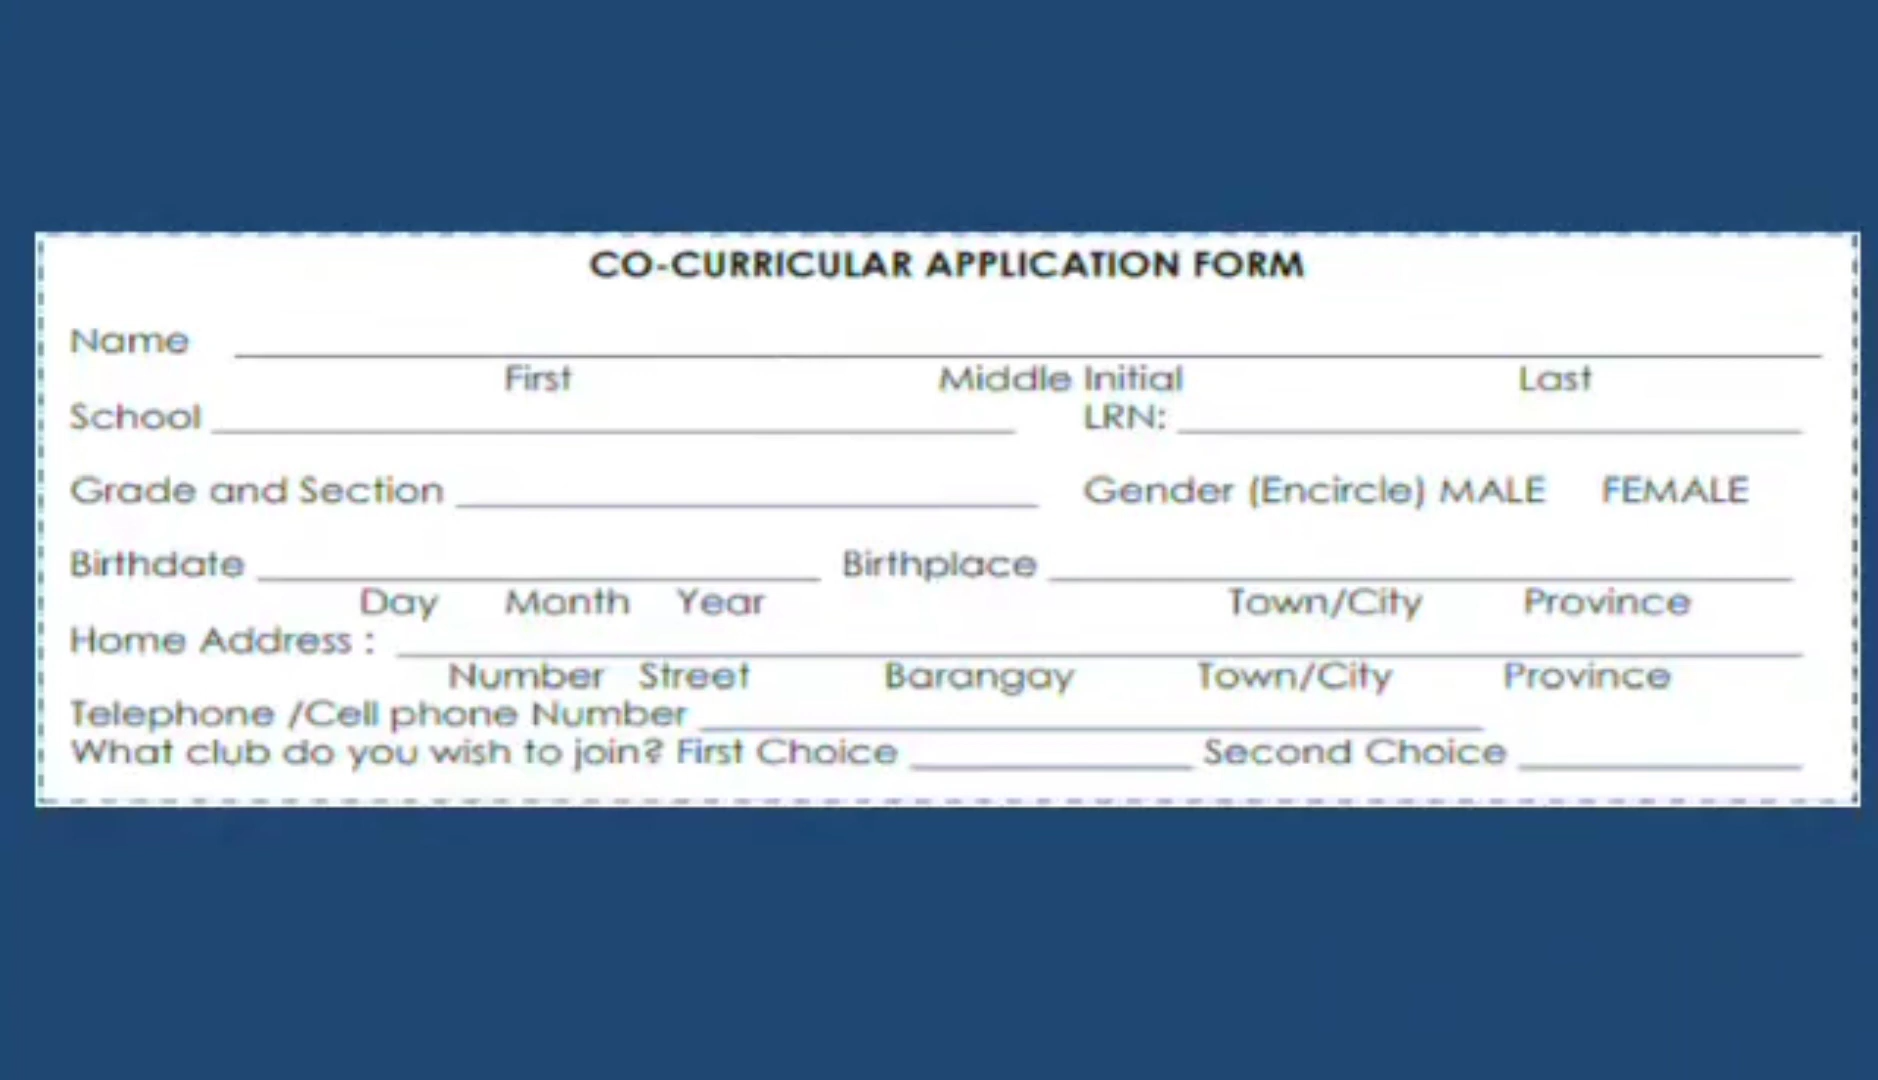 CO-CURRICULAR APPLICATION FORM
Name
First Middle Initial Last
School LRN:
Grade and Section Gender (Encircle) MALE FEMALE
Birthdate Birthplace
Day Month Year Town/City Province
Home Address :
Number Street Barangay Town/City Province
Telephone /Cell phone Number
What club do you wish to join? First Choice Second Choice